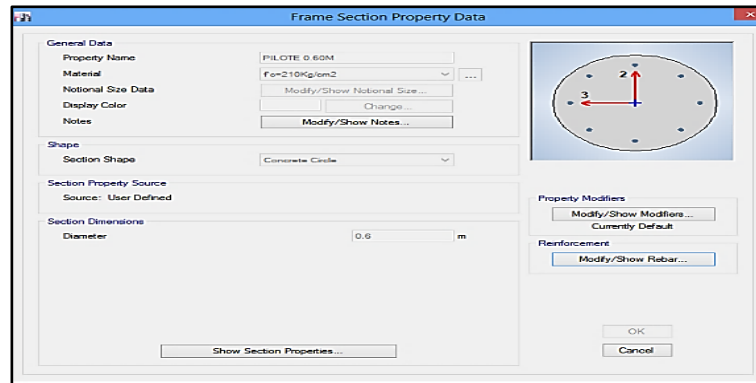 Frame Section Property Data
General Data
Property Name PILOTE 0.60M
Material f'c=210Kg/cm2 ...
Notional Size Data Modify/Show Notional Size...
Display Color Change...
Notes Modify/Show Notes...
Shape
Section Shape Concrete Circle
Section Property Source
Source: User Defined
Section Dimensions
Diameter 0.6 m
Show Section Properties...
2
3
Property Modifiers
Modify/Show Modifiers...
Currently Default
Reinforcement
Modify/Show Rebar...
OK
Cancel